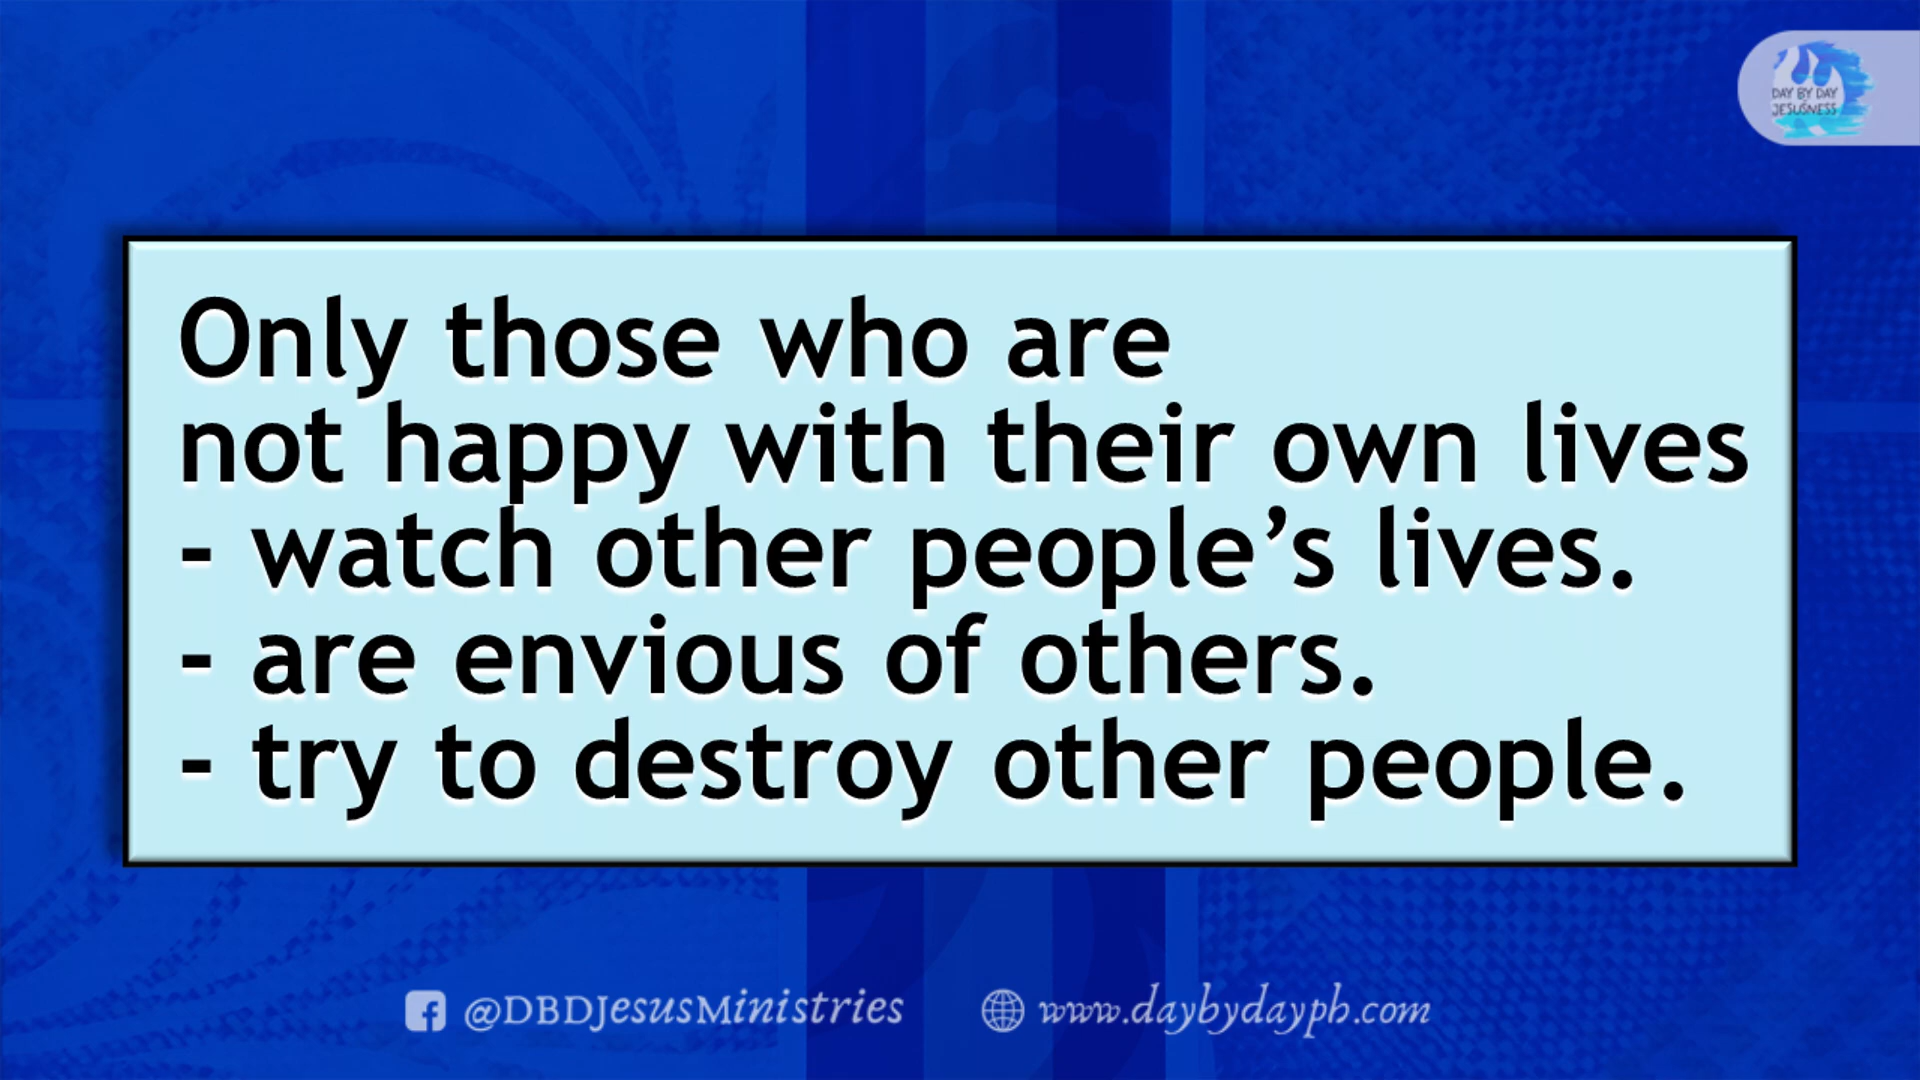 DAY BY DAY
JESUSNESS
Only those who are
not happy with their own lives
- watch other people’s lives.
- are envious of others.
- try to destroy other people.
@DBDJesusMinistries
www.daybydayph.com